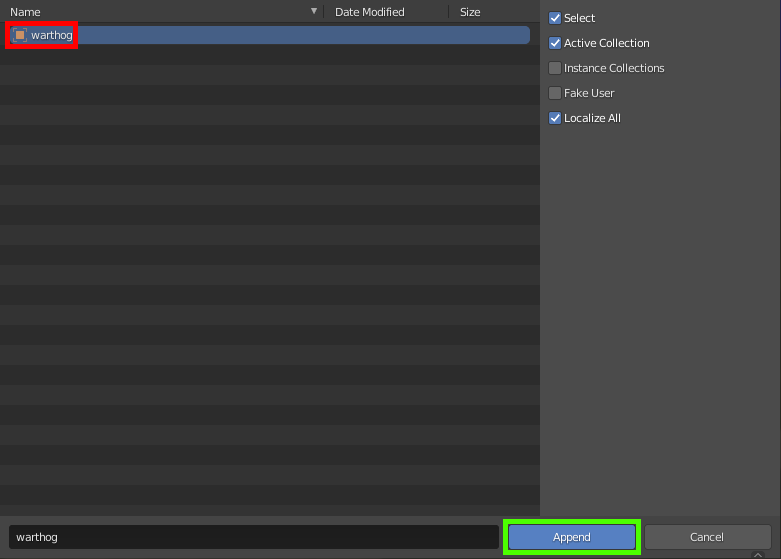 Name Date Modified Size
warthog
Select
Active Collection
Instance Collections
Fake User
Localize All
warthog
Append Cancel